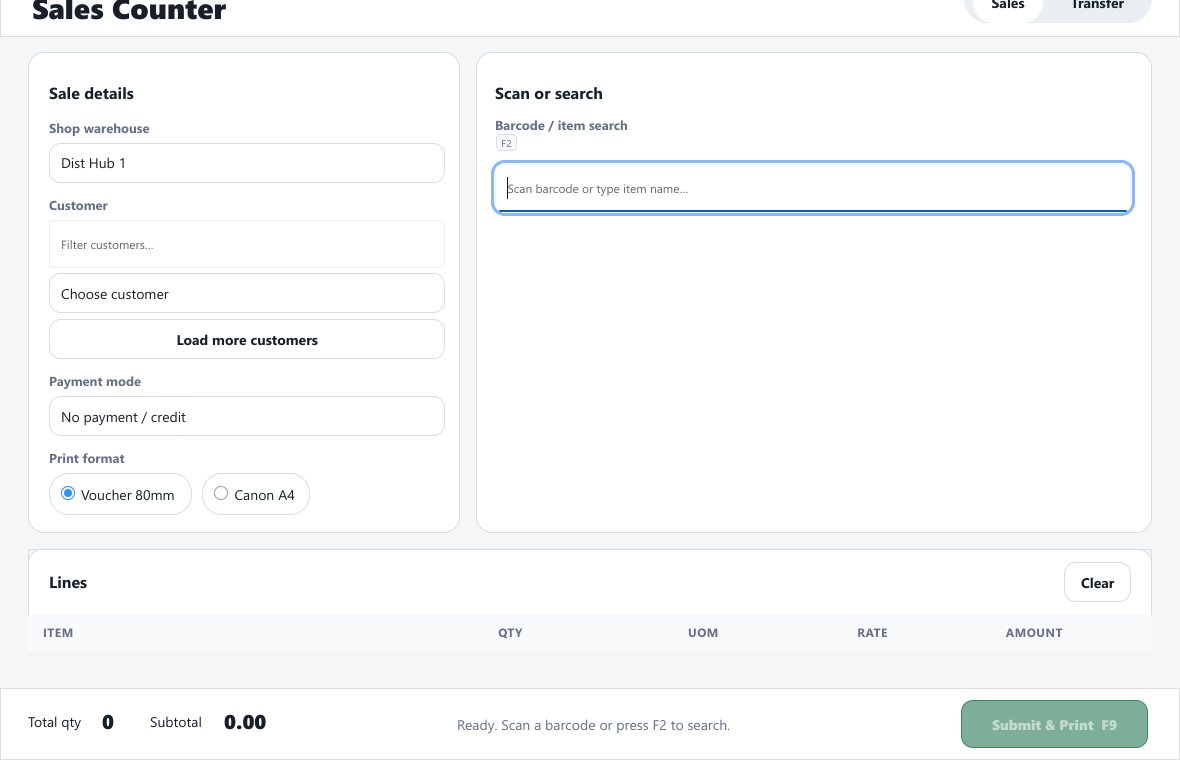 Sales Counter
Sales
Transfer
Sale details
Shop warehouse
Dist Hub 1
Customer
Filter customers...
Choose customer
Load more customers
Payment mode
No payment / credit
Print format
Voucher 80mm
Canon A4
Scan or search
Barcode / item search
F2
Scan barcode or type item name...
Lines
Clear
ITEM QTY UOM RATE AMOUNT
Total qty 0 Subtotal 0.00
Ready. Scan a barcode or press F2 to search.
Submit & Print F9